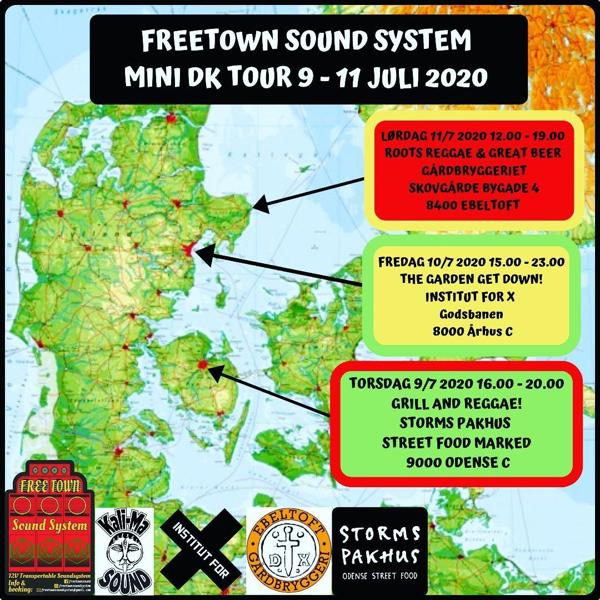 FREETOWN SOUND SYSTEM
MINI DK TOUR 9 - 11 JULI 2020
LØRDAG 11/7 2020 12.00 - 19.00
ROOTS REGGAE & GREAT BEER
GÅRDBRYGGERIET
SKOVGÅRDE BYGADE 4
8400 EBELTOFT
FREDAG 10/7 2020 15.00 - 23.00
THE GARDEN GET DOWN!
INSTITUT FOR X
Godsbanen
8000 Århus C
TORSDAG 9/7 2020 16.00 - 20.00
GRILL AND REGGAE!
STORMS PAKHUS
STREET FOOD MARKED
9000 ODENSE C
FREE TOWN
Sound System
12V Transportable Soundsystem
Info &
booking:
Kali-Ma
SOUND
INSTITUT FOR
EBELTOFT
GÅRDBRYGGERI
STORMS
PAKHUS
ODENSE STREET FOOD